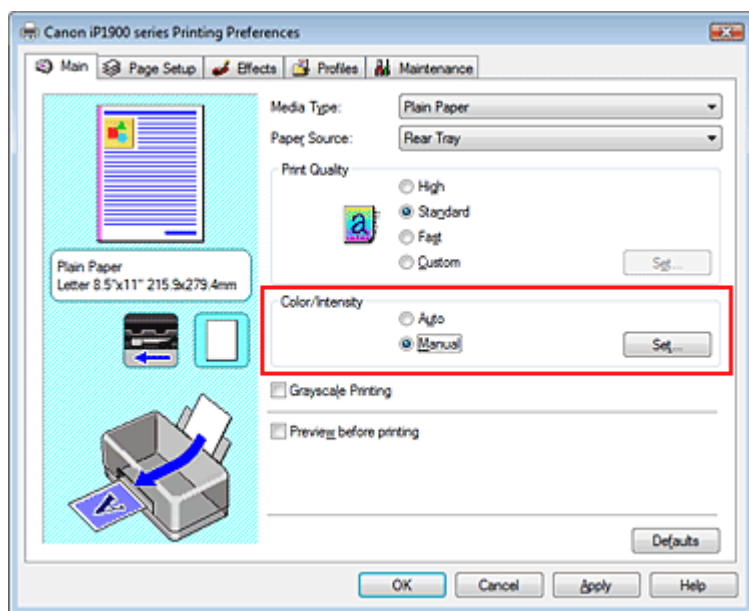 Canon iP1900 series Printing Preferences
Main Page Setup Effects Profiles Maintenance
Media Type: Plain Paper
Paper Source: Rear Tray
Print Quality
High
a Standard
Fast
Custom Set...
Plain Paper
Letter 8.5"x11" 215.9x279.4mm
Color/Intensity
Auto
Manual Set...
Grayscale Printing
Preview before printing
A
Defaults
OK Cancel Apply Help